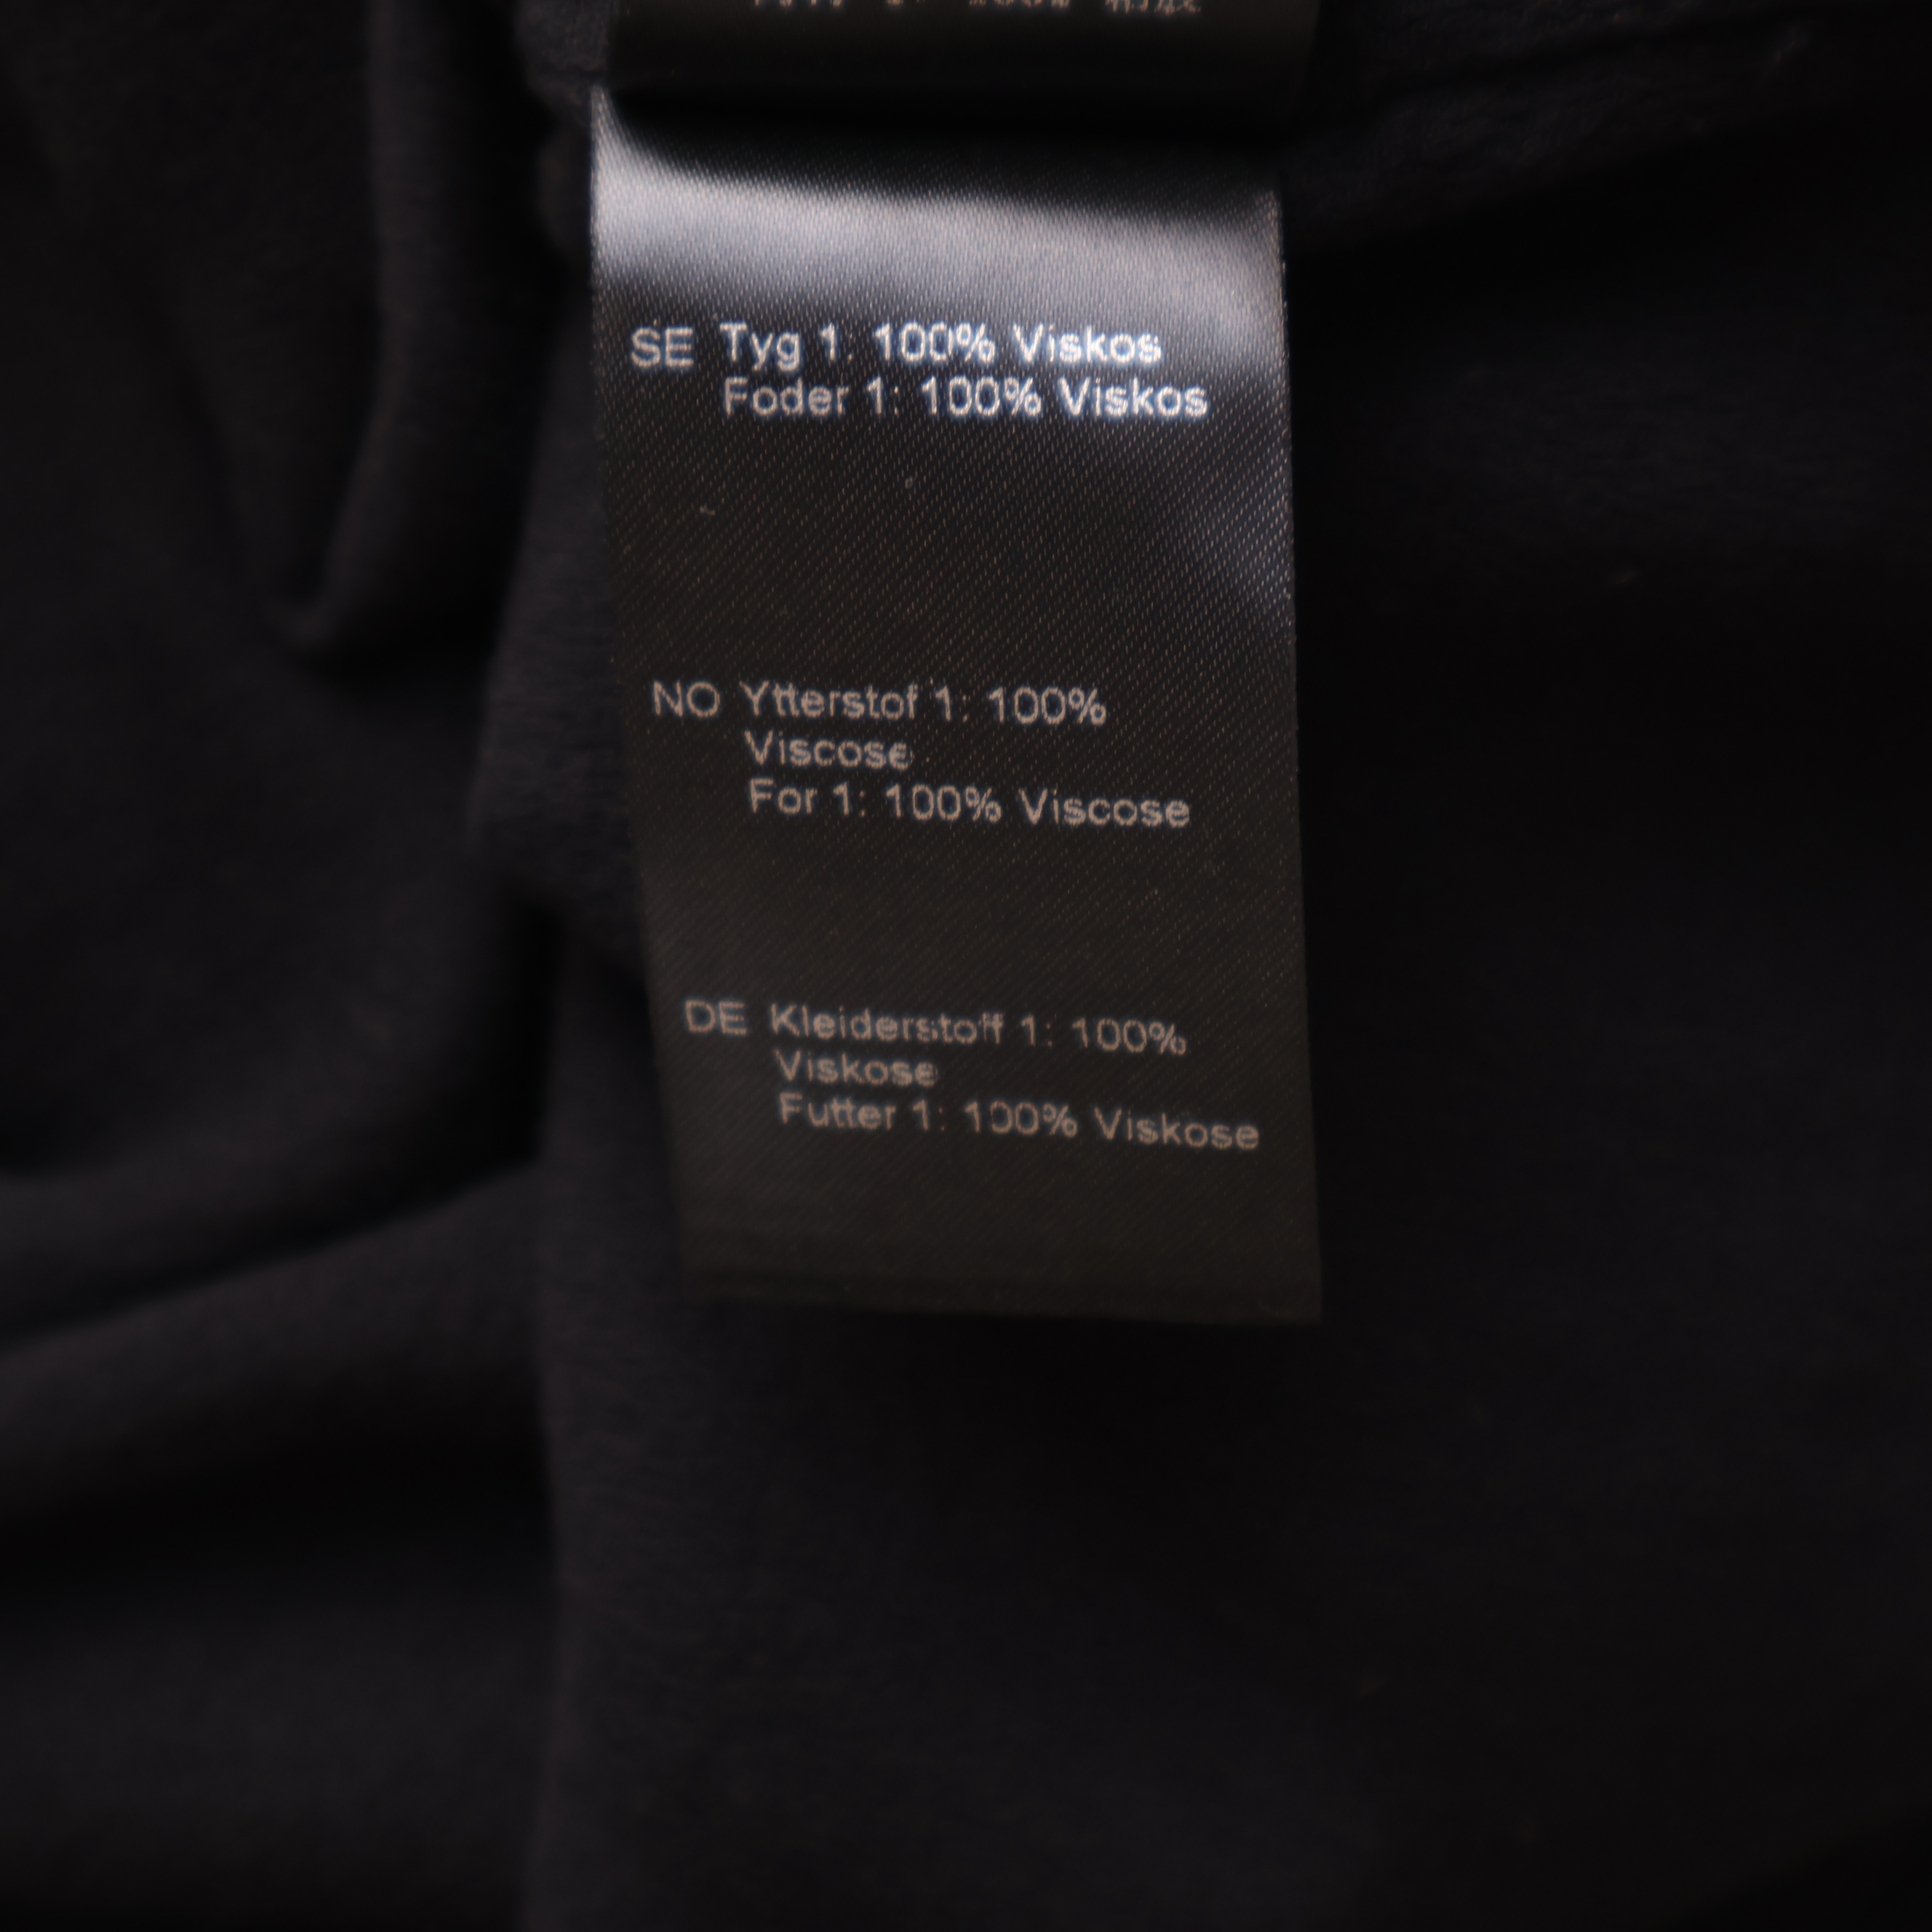 SE Tyg 1: 100% Viskos
Foder 1: 100% Viskos
NO Ytterstof 1: 100%
Viscose
For 1: 100% Viscose
DE Kleiderstoff 1: 100%
Viskose
Futter 1: 100% Viskose